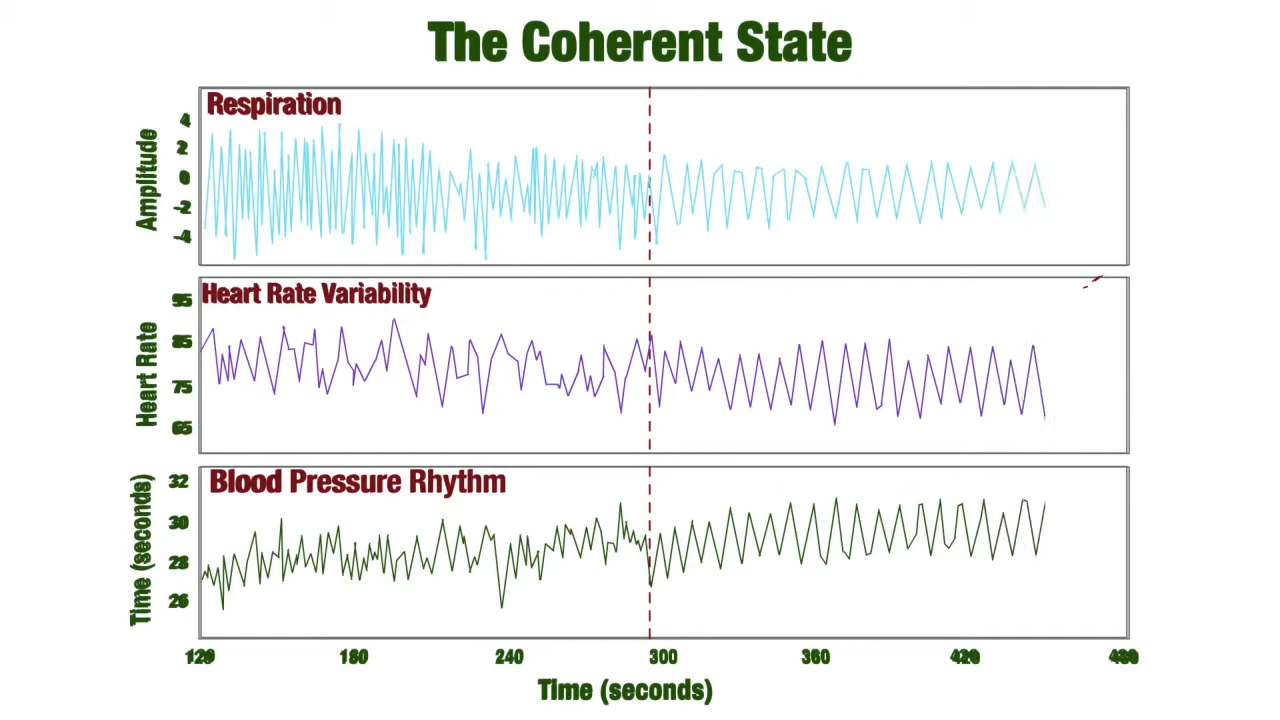 The Coherent State
Respiration
Amplitude
4
2
0
-2
-4
Heart Rate Variability
Heart Rate
95
85
75
65
Blood Pressure Rhythm
Time (seconds)
32
30
28
26
120 180 240 300 360 420 480
Time (seconds)